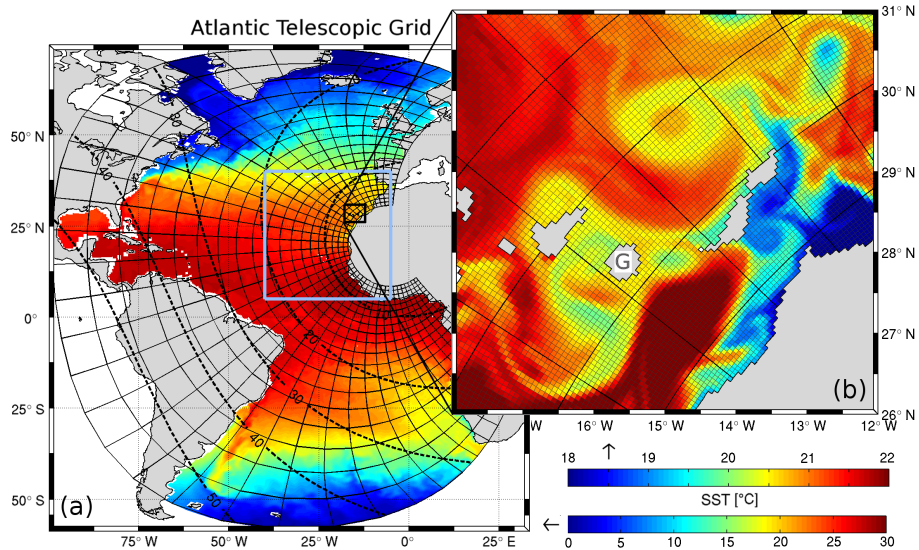 Atlantic Telescopic Grid
31° N
30° N
29° N
28° N
27° N
26° N
50° N
25° N
0°
25° S
50° S
G
(b)
(a)
20
30
40
50
40
W
16° W
15° W
14° W
13° W
12° W
75° W
50° W
25° W
0°
25° E
18
↑
19
20
21
22
SST [°C]
←
0
5
10
15
20
25
30